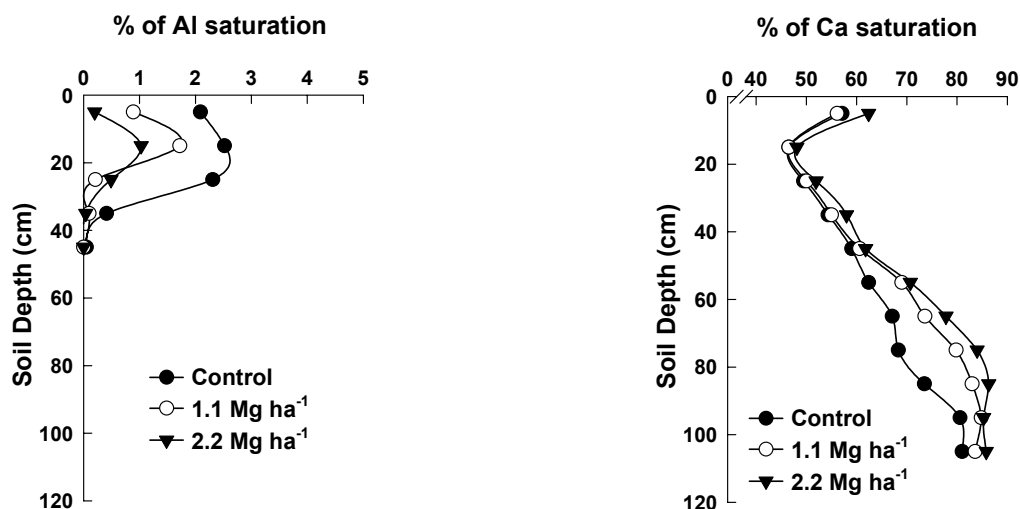 % of Al saturation
0 1 2 3 4 5
0
20
40
60
80
100
120
Soil Depth (cm)
Control
1.1 Mg ha-1
2.2 Mg ha-1
% of Ca saturation
0 40 50 60 70 80 90
0
20
40
60
80
100
120
Soil Depth (cm)
Control
1.1 Mg ha-1
2.2 Mg ha-1